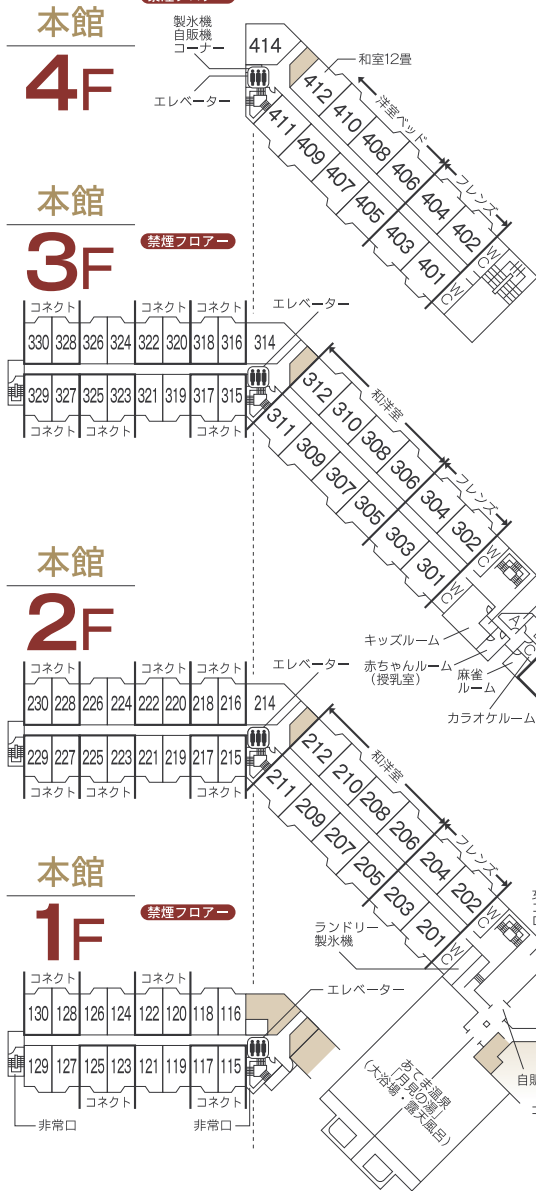 本館
4F
製氷機
自販機
コーナー
エレベーター
414
和室12畳
412 410 408 406 404 402
洋室ベッド
フレンズ
411 409 407 405 403 401
WC
WC
本館
3F
禁煙フロアー
コネクト コネクト コネクト
エレベーター
330 328 326 324 322 320 318 316 314
329 327 325 323 321 319 317 315
コネクト コネクト コネクト
312 310 308 306 304 302
和洋室
フレンズ
311 309 307 305 303 301
WC
WC
キッズルーム
赤ちゃんルーム
(授乳室)
麻雀
ルーム
カラオケルーム
本館
2F
コネクト コネクト コネクト
エレベーター
230 228 226 224 222 220 218 216 214
229 227 225 223 221 219 217 215
コネクト コネクト コネクト
212 210 208 206 204 202
和洋室
フレンズ
211 209 207 205 203 201
WC
WC
ランドリー
製氷機
本館
1F
禁煙フロアー
コネクト コネクト
エレベーター
130 128 126 124 122 120 118 116
129 127 125 123 121 119 117 115
コネクト コネクト
非常口
非常口
あてま温泉
「月見の湯」
(大浴場・露天風呂)
自販